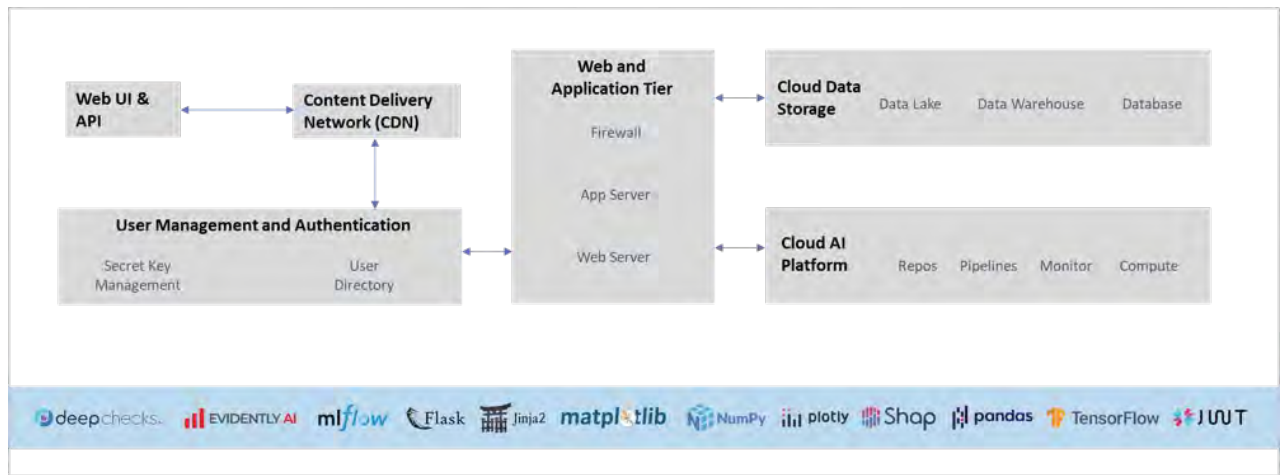 Web UI &
API
Content Delivery
Network (CDN)
User Management and Authentication
Secret Key
Management
User
Directory
Web and
Application Tier
Firewall
App Server
Web Server
Cloud Data
Storage
Data Lake
Data Warehouse
Database
Cloud AI
Platform
Repos
Pipelines
Monitor
Compute
deepchecks.
EVIDENTLY AI
mlflow
Flask
Jinja2
matplotlib
NumPy
plotly
Shap
pandas
TensorFlow
JWT